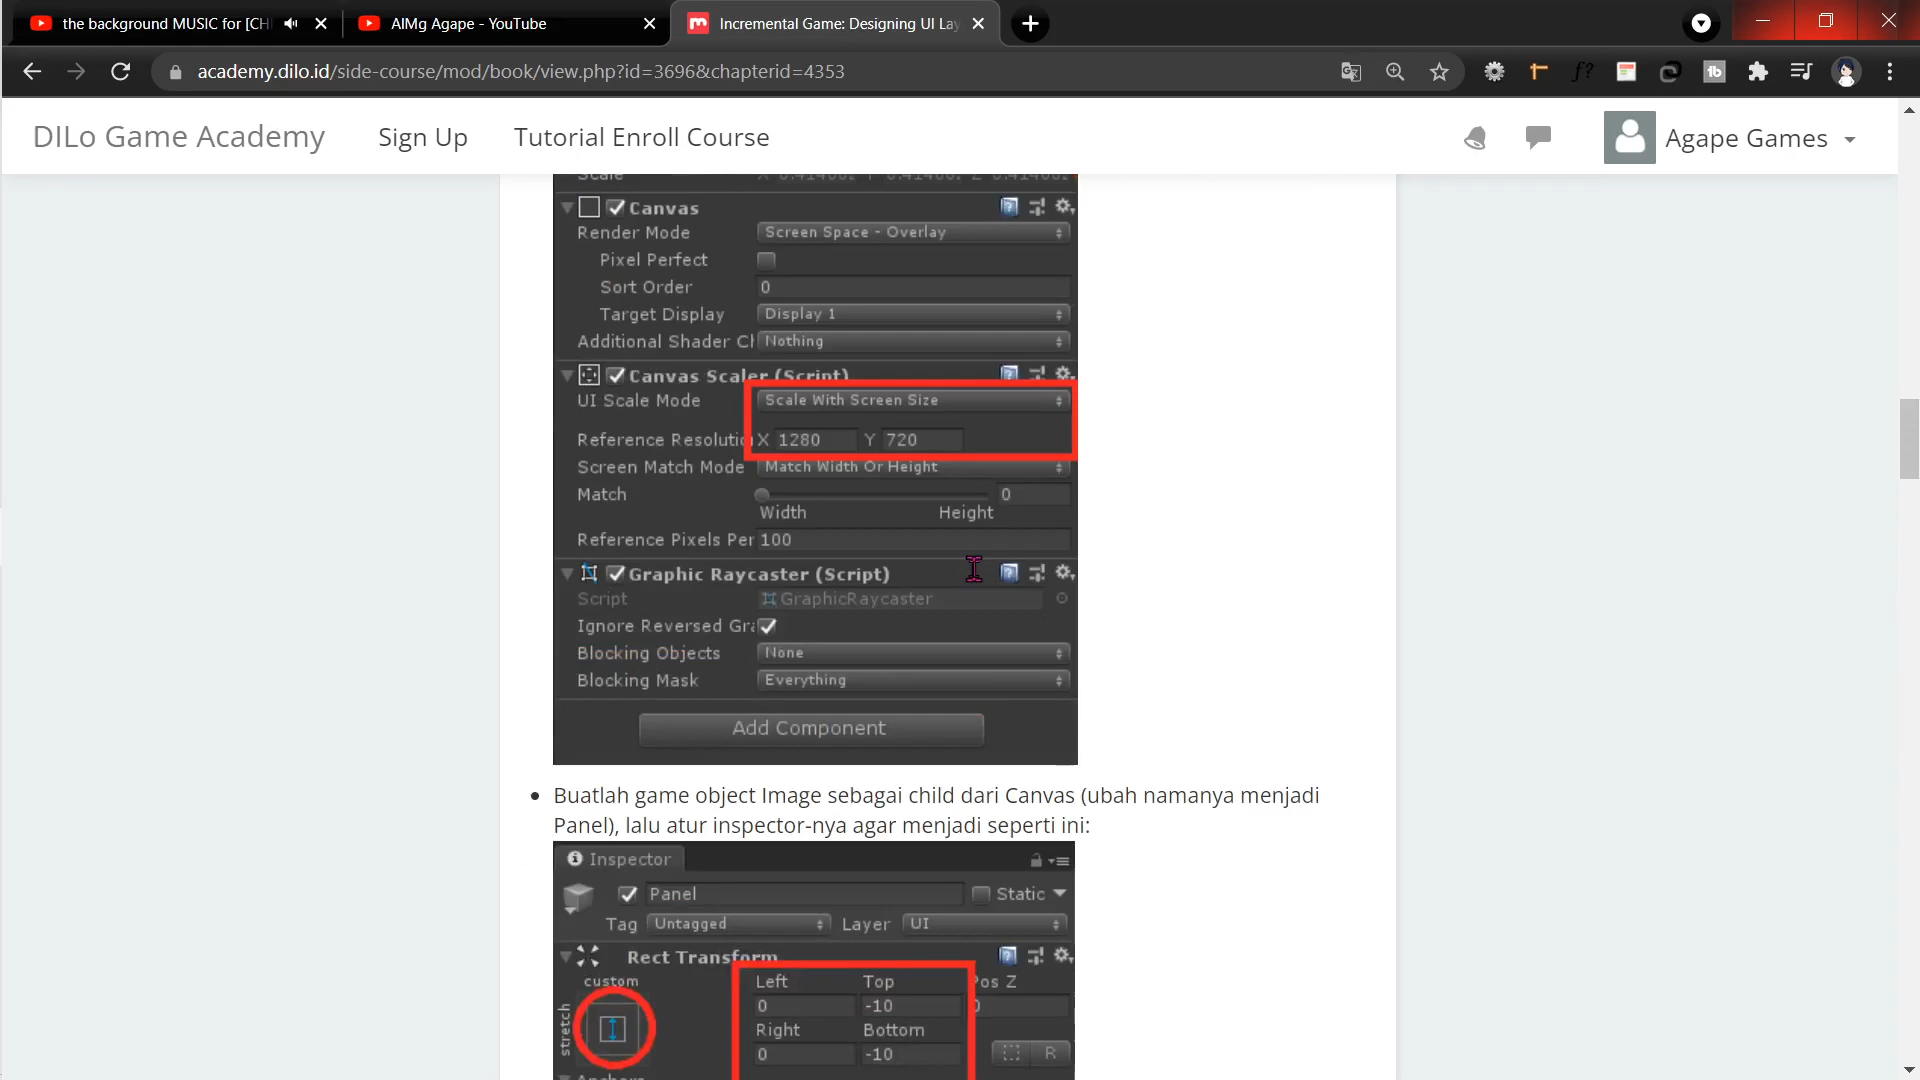 the background MUSIC for [CH
AlMg Agape - YouTube
Incremental Game: Designing UI Lay
academy.dilo.id/side-course/mod/book/view.php?id=3696&chapterid=4353
DILo Game Academy
Sign Up
Tutorial Enroll Course
Agape Games
Scale
Canvas
Render Mode Screen Space - Overlay
Pixel Perfect
Sort Order 0
Target Display Display 1
Additional Shader Ch Nothing
Canvas Scaler (Script)
UI Scale Mode Scale With Screen Size
Reference Resolutio X 1280 Y 720
Screen Match Mode Match Width Or Height
Match 0
Width Height
Reference Pixels Per 100
Graphic Raycaster (Script)
Script GraphicRaycaster
Ignore Reversed Gra
Blocking Objects None
Blocking Mask Everything
Add Component
Buatlah game object Image sebagai child dari Canvas (ubah namanya menjadi
Panel), lalu atur inspector-nya agar menjadi seperti ini:
Inspector
Panel Static
Tag Untagged Layer UI
Rect Transform
custom Left Top Pos Z
stretch
0 -10 0
Right Bottom
0 -10 R
Anchors